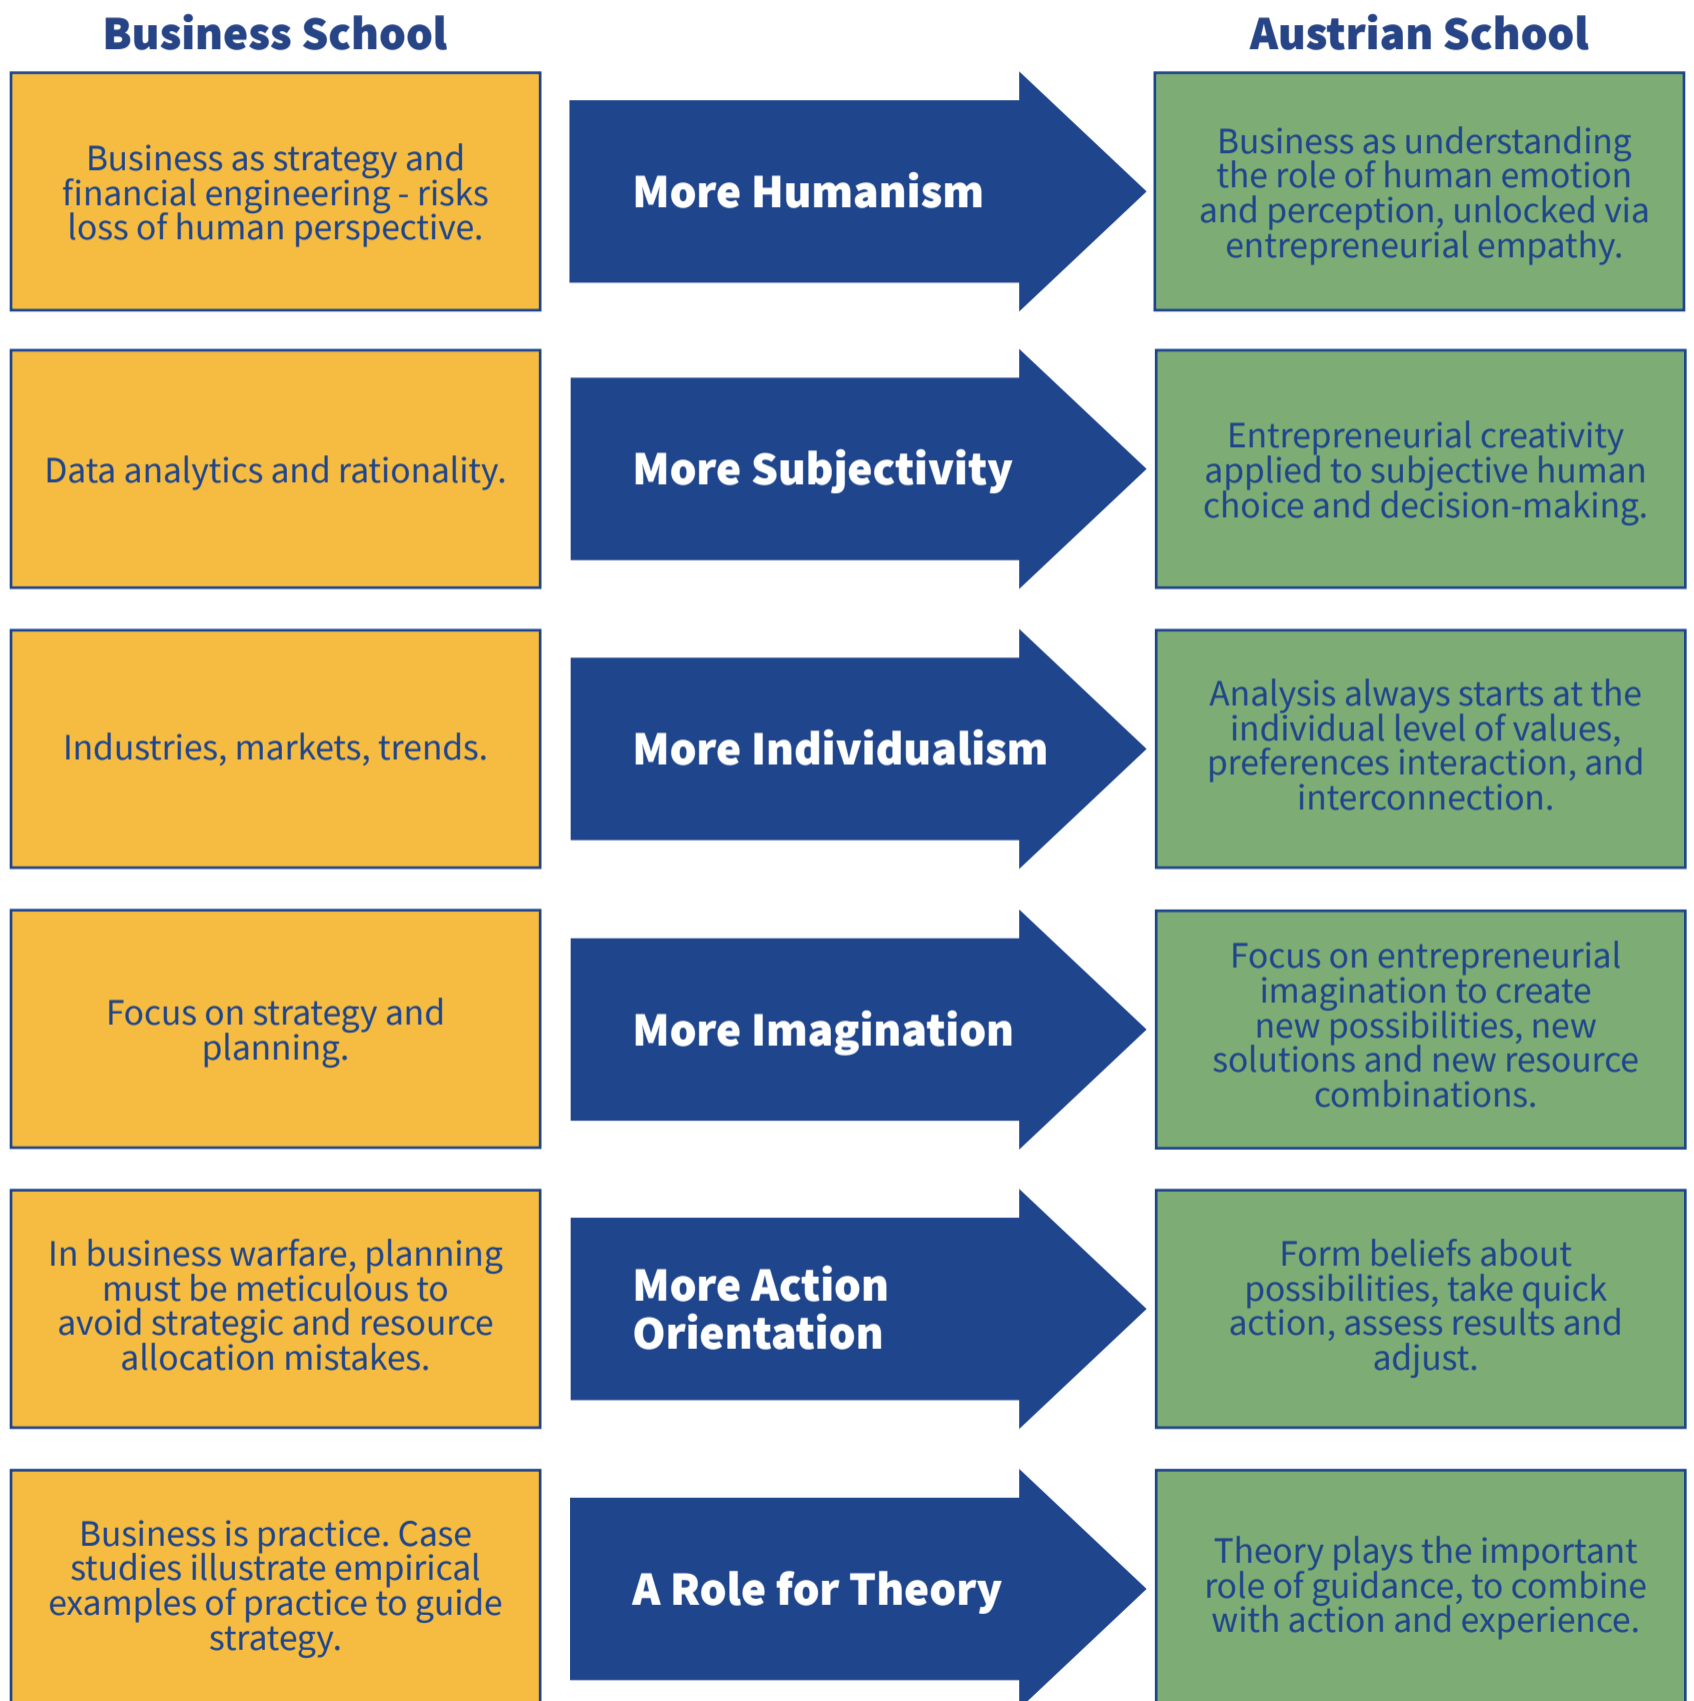 Business School
Austrian School
Business as strategy and
financial engineering - risks
loss of human perspective.
More Humanism
Business as understanding
the role of human emotion
and perception, unlocked via
entrepreneurial empathy.
Data analytics and rationality.
More Subjectivity
Entrepreneurial creativity
applied to subjective human
choice and decision-making.
Industries, markets, trends.
More Individualism
Analysis always starts at the
individual level of values,
preferences interaction, and
interconnection.
Focus on strategy and
planning.
More Imagination
Focus on entrepreneurial
imagination to create
new possibilities, new
solutions and new resource
combinations.
In business warfare, planning
must be meticulous to
avoid strategic and resource
allocation mistakes.
More Action
Orientation
Form beliefs about
possibilities, take quick
action, assess results and
adjust.
Business is practice. Case
studies illustrate empirical
examples of practice to guide
strategy.
A Role for Theory
Theory plays the important
role of guidance, to combine
with action and experience.